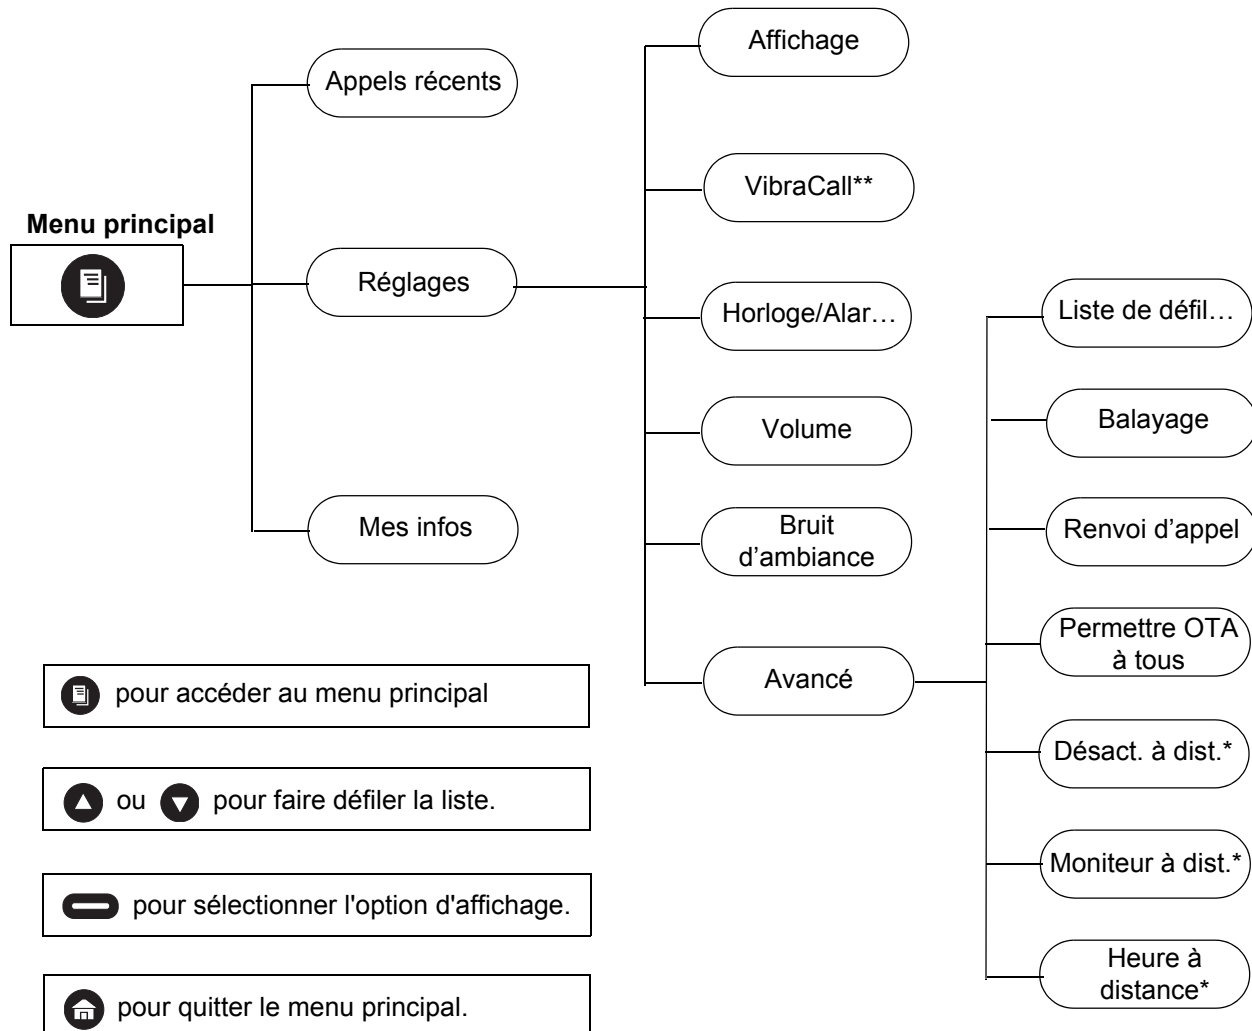 Menu principal
Appels récents
Réglages
Mes infos
Affichage
VibraCall**
Horloge/Alar…
Volume
Bruit
d’ambiance
Avancé
Liste de défil…
Balayage
Renvoi d’appel
Permettre OTA
à tous
Désact. à dist.*
Moniteur à dist.*
Heure à
distance*
pour accéder au menu principal
ou pour faire défiler la liste.
pour sélectionner l'option d'affichage.
pour quitter le menu principal.